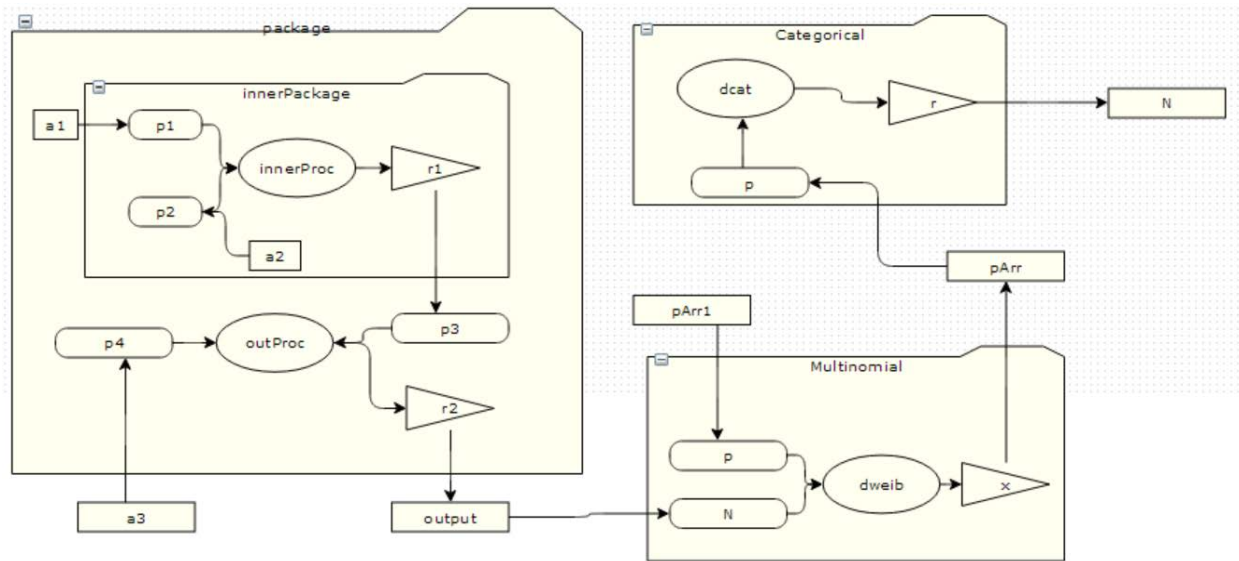 package
innerPackage
a1
p1
innerProc
r1
p2
a2
p4
outProc
p3
r2
a3
output
Categorical
dcat
r
N
p
pArr
pArr1
Multinomial
p
dweib
x
N